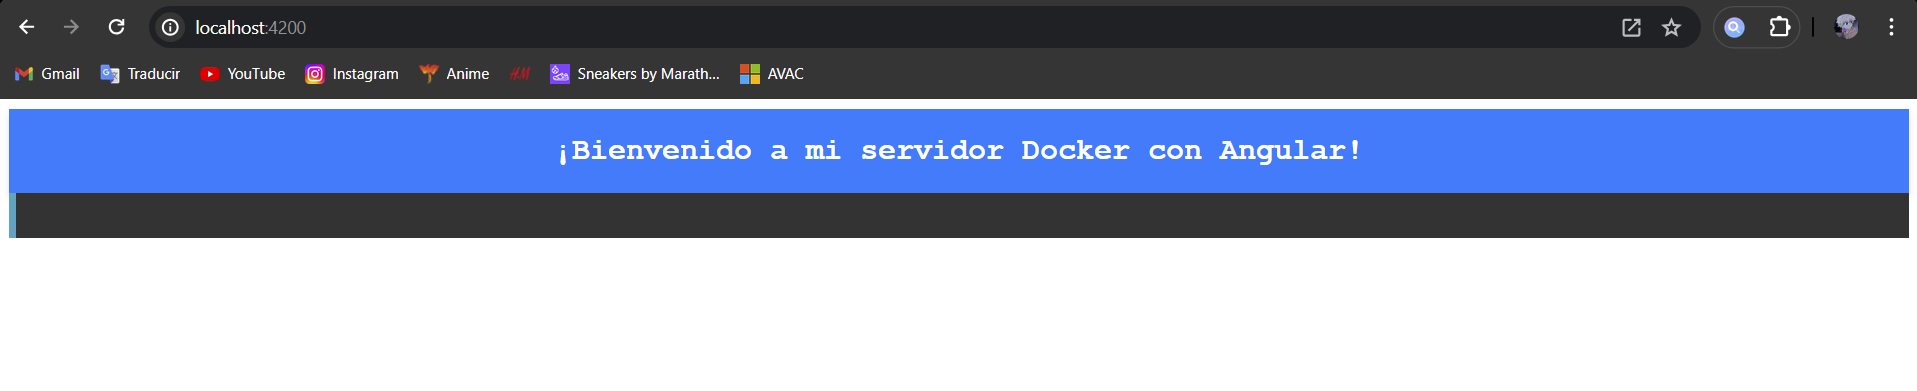 localhost:4200
Gmail Traducir YouTube Instagram Anime H&M Sneakers by Marath... AVAC
¡Bienvenido a mi servidor Docker con Angular!